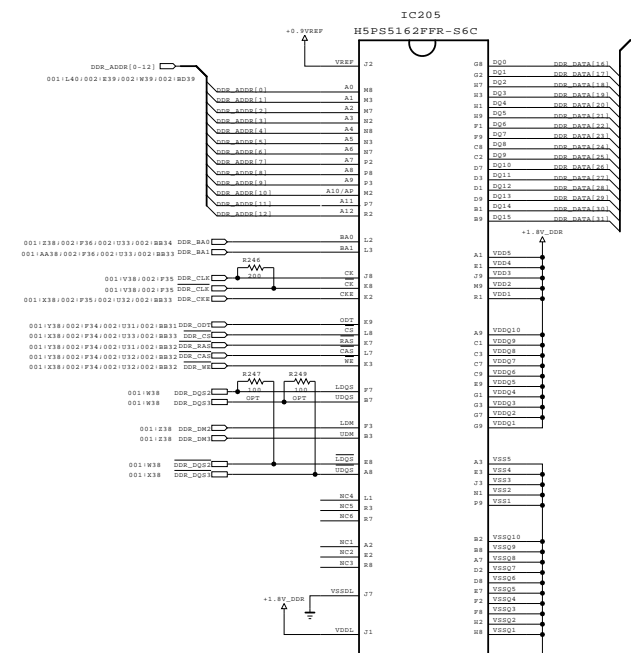 IC205
H5PS5162FFR-S6C
+0.9VREF
VREF J2
DDR_ADDR[0-12]
001:L40;002:E39;002:W39;002:BD39
DDR_ADDR[0] A0 M8
DDR_ADDR[1] A1 M3
DDR_ADDR[2] A2 M7
DDR_ADDR[3] A3 N2
DDR_ADDR[4] A4 N8
DDR_ADDR[5] A5 N3
DDR_ADDR[6] A6 N7
DDR_ADDR[7] A7 P2
DDR_ADDR[8] A8 P8
DDR_ADDR[9] A9 P3
DDR_ADDR[10] A10/AP M2
DDR_ADDR[11] A11 P7
DDR_ADDR[12] A12 R2
001:Z38;002:F36;002:U33;002:BB34 DDR_BA0 BA0 L2
001:AA38;002:F36;002:U33;002:BB33 DDR_BA1 BA1 L3
R246
200
001:V38;002:F35 DDR_CLK CK J8
001:V38;002:F35 DDR_CLK CK K8
001:X38;002:F35;002:U32;002:BB33 DDR_CKE CKE K2
001:Y38;002:F34;002:U31;002:BB31 DDR_ODT ODT K9
001:X38;002:F34;002:U33;002:BB33 DDR_CS CS L8
001:Y38;002:F34;002:U31;002:BB32 DDR_RAS RAS K7
001:Y38;002:F34;002:U32;002:BB32 DDR_CAS CAS L7
001:X38;002:F34;002:U31;002:BB32 DDR_WE WE K3
R247 R249
100 100
OPT OPT
001:W38 DDR_DQS2 LDQS F7
001:W38 DDR_DQS3 UDQS B7
001:Z38 DDR_DM2 LDM F3
001:Z38 DDR_DM3 UDM B3
001:W38 DDR_DQS2 LDQS E8
001:X38 DDR_DQS3 UDQS A8
NC4 L1
NC5 R3
NC6 R7
NC1 A2
NC2 E2
NC3 R8
VSSDL J7
+1.8V_DDR
VDDL J1
G8 DQ0 DDR_DATA[16]
G2 DQ1 DDR_DATA[17]
H7 DQ2 DDR_DATA[18]
H3 DQ3 DDR_DATA[19]
H1 DQ4 DDR_DATA[20]
H9 DQ5 DDR_DATA[21]
F1 DQ6 DDR_DATA[22]
F9 DQ7 DDR_DATA[23]
C8 DQ8 DDR_DATA[24]
C2 DQ9 DDR_DATA[25]
D7 DQ10 DDR_DATA[26]
D3 DQ11 DDR_DATA[27]
D1 DQ12 DDR_DATA[28]
D9 DQ13 DDR_DATA[29]
B1 DQ14 DDR_DATA[30]
B9 DQ15 DDR_DATA[31]
+1.8V_DDR
A1 VDD5
E1 VDD4
J9 VDD3
M9 VDD2
R1 VDD1
A9 VDDQ10
C1 VDDQ9
C3 VDDQ8
C7 VDDQ7
C9 VDDQ6
E9 VDDQ5
G1 VDDQ4
G3 VDDQ3
G7 VDDQ2
G9 VDDQ1
A3 VSS5
E3 VSS4
J3 VSS3
N1 VSS2
P9 VSS1
B2 VSSQ10
B8 VSSQ9
A7 VSSQ8
D2 VSSQ7
D8 VSSQ6
E7 VSSQ5
F2 VSSQ4
F8 VSSQ3
H2 VSSQ2
H8 VSSQ1